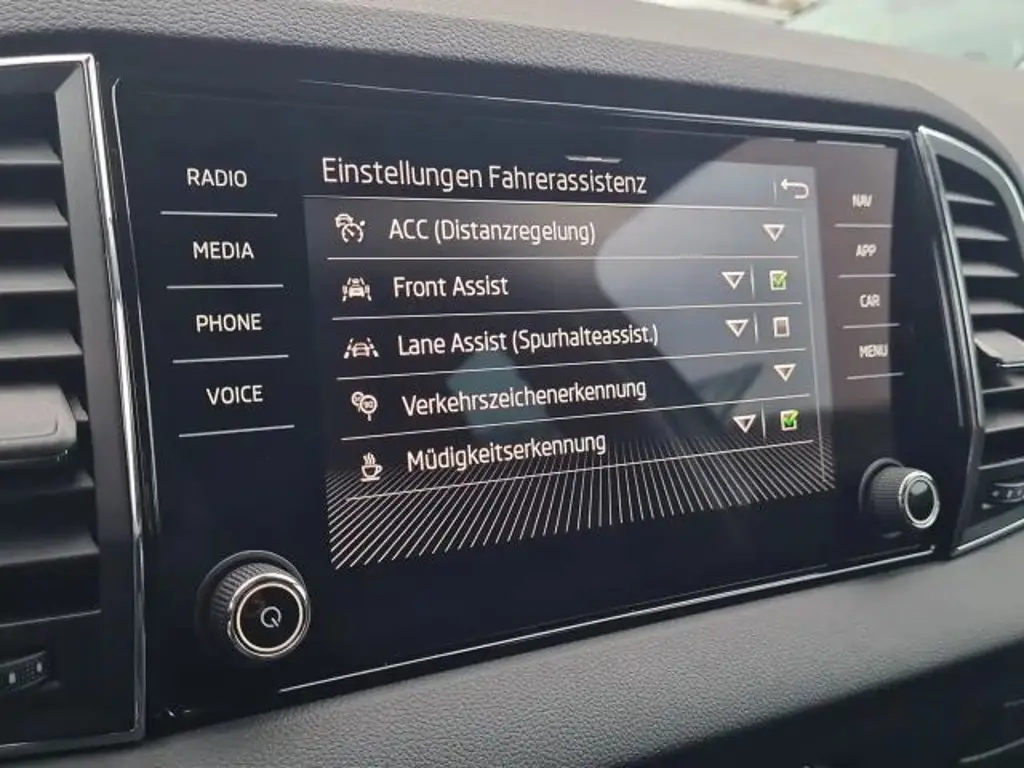 RADIO
MEDIA
PHONE
VOICE
Einstellungen Fahrerassistenz
ACC (Distanzregelung)
Front Assist
Lane Assist (Spurhalteassist.)
Verkehrszeichenerkennung
Müdigkeitserkennung
NAV
APP
CAR
MENU